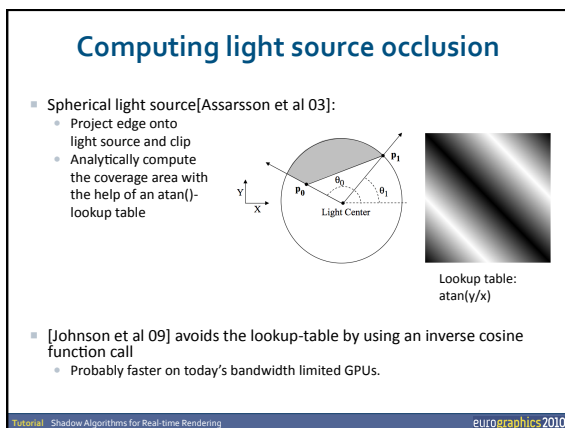 Computing light source occlusion
Spherical light source[Assarsson et al 03]:
Project edge onto
light source and clip
Analytically compute
the coverage area with
the help of an atan()-
lookup table
p₁
θ₀
p₀
θ₁
Y
X
Light Center
Lookup table:
atan(y/x)
[Johnson et al 09] avoids the lookup-table by using an inverse cosine
function call
Probably faster on today's bandwidth limited GPUs.
Tutorial Shadow Algorithms for Real-time Rendering
eurographics2010